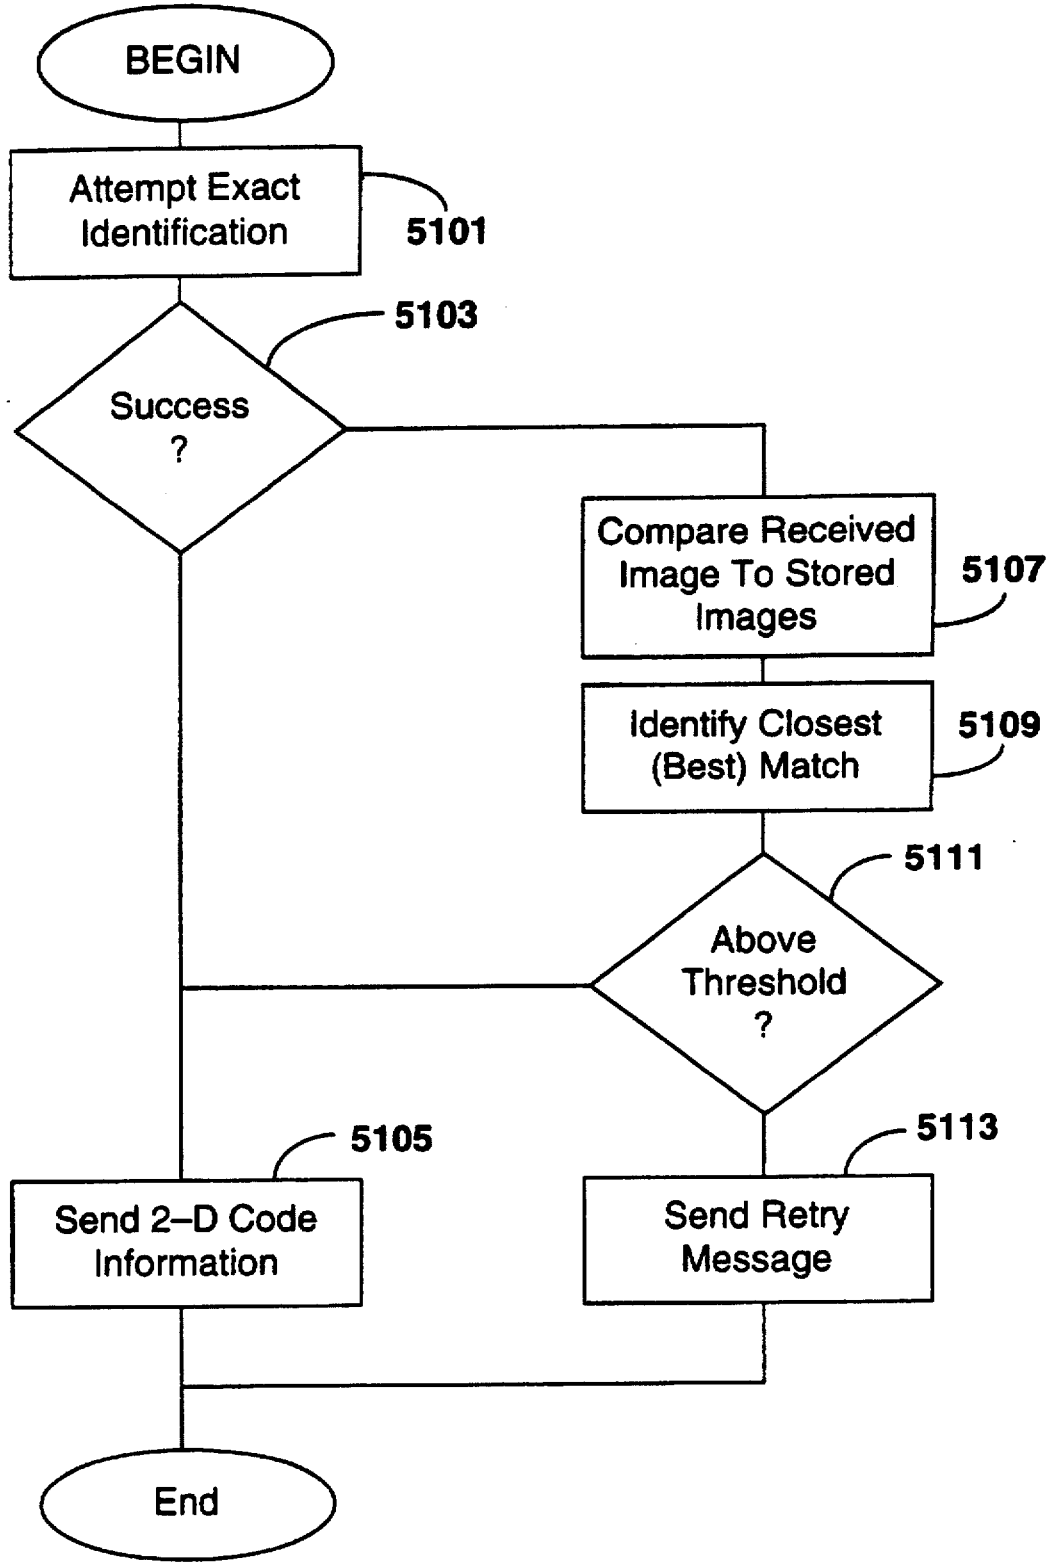 BEGIN
Attempt Exact
Identification
5101
5103
Success
?
Compare Received
Image To Stored
Images
5107
Identify Closest
(Best) Match
5109
5111
Above
Threshold
?
5105
Send 2–D Code
Information
5113
Send Retry
Message
End